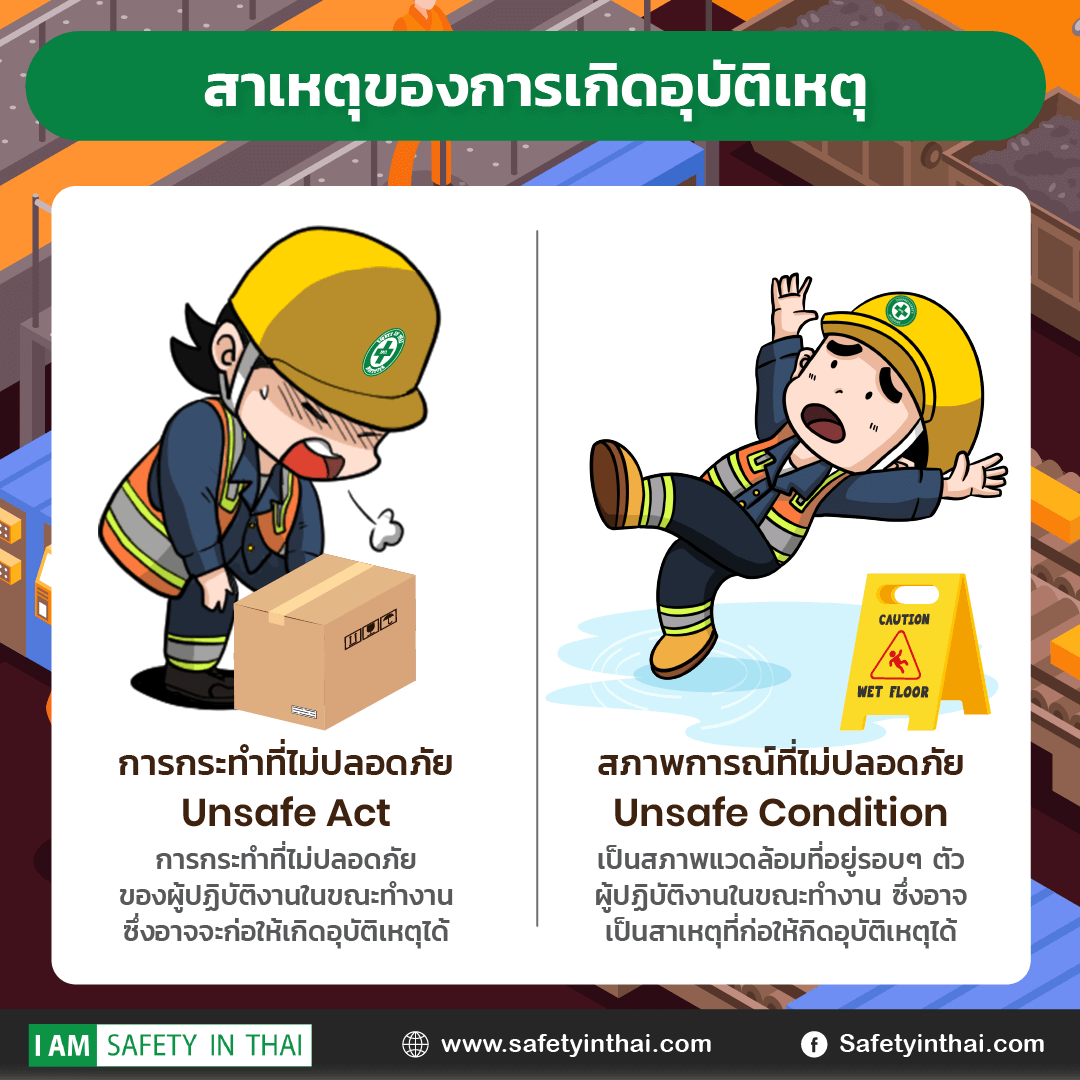 สาเหตุของการเกิดอุบัติเหตุ
การกระทำที่ไม่ปลอดภัย
Unsafe Act
การกระทำที่ไม่ปลอดภัย
ของผู้ปฏิบัติงานในขณะทำงาน
ซึ่งอาจจะก่อให้เกิดอุบัติเหตุได้
CAUTION
WET FLOOR
สภาพการณ์ที่ไม่ปลอดภัย
Unsafe Condition
เป็นสภาพแวดล้อมที่อยู่รอบๆ ตัว
ผู้ปฏิบัติงานในขณะทำงาน ซึ่งอาจ
เป็นสาเหตุที่ก่อให้กิดอุบัติเหตุได้
I AM SAFETY IN THAI
www.safetyinthai.com
Safetyinthai.com